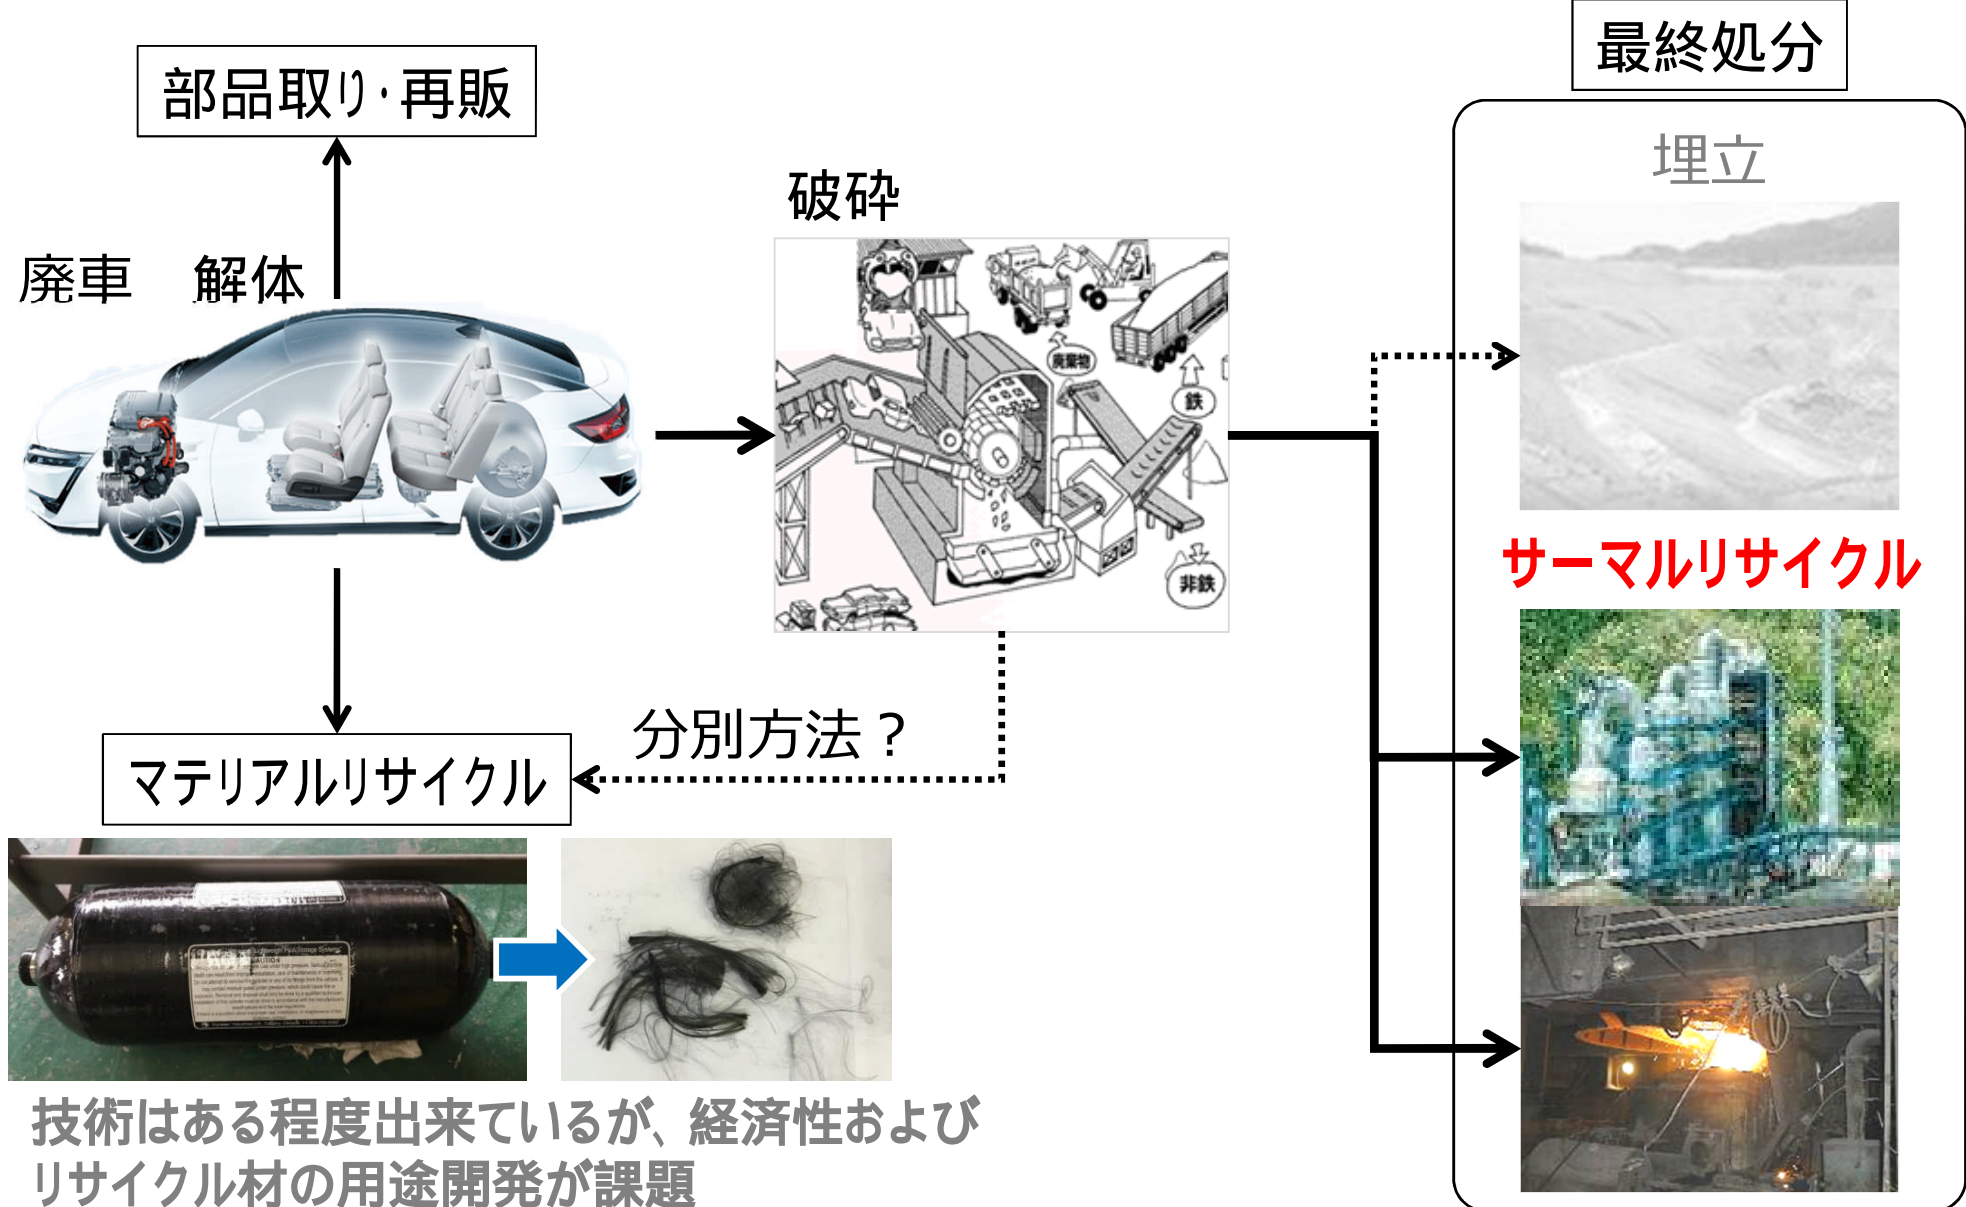 最終処分
部品取り・再販
埋立
破砕
廃車 解体
廃棄物
鉄
非鉄
サーマルリサイクル
分別方法？
マテリアルリサイクル
CAUTION
技術はある程度出来ているが、経済性および
リサイクル材の用途開発が課題